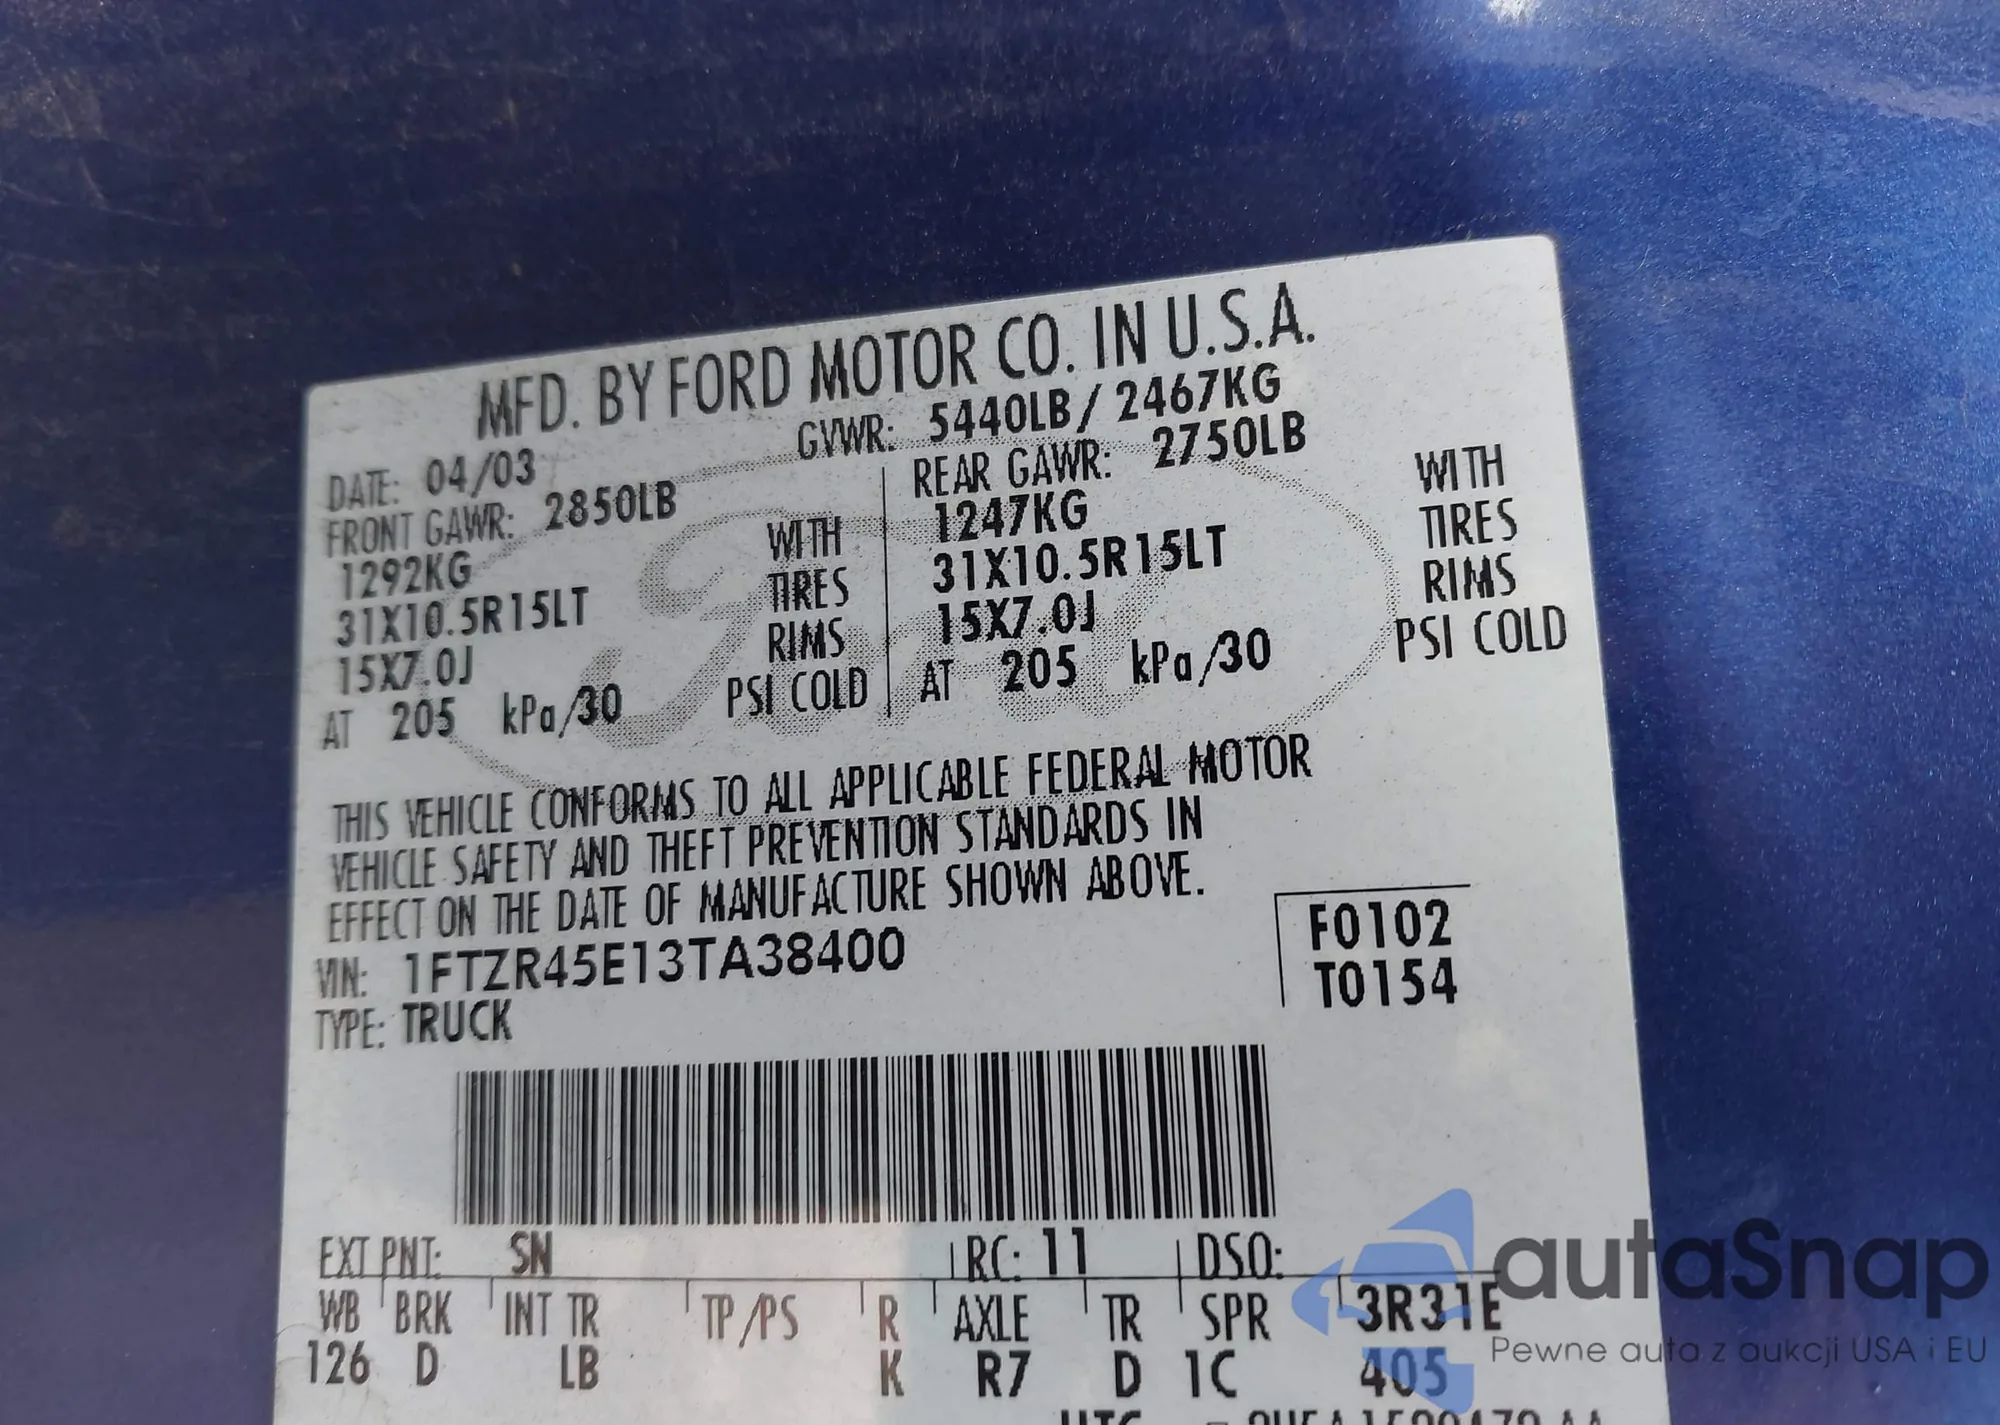 MFD. BY FORD MOTOR CO. IN U.S.A.
DATE: 04/03 GVWR: 5440LB / 2467KG
FRONT GAWR: 2850LB REAR GAWR: 2750LB
1292KG WITH 1247KG WITH
31X10.5R15LT TIRES 31X10.5R15LT TIRES
15X7.0J RIMS 15X7.0J RIMS
AT 205 kPa/30 PSI COLD AT 205 kPa/30 PSI COLD
THIS VEHICLE CONFORMS TO ALL APPLICABLE FEDERAL MOTOR
VEHICLE SAFETY AND THEFT PREVENTION STANDARDS IN
EFFECT ON THE DATE OF MANUFACTURE SHOWN ABOVE.
VIN: 1FTZR45E13TA38400
TYPE: TRUCK
F0102
T0154
EXT PNT: SN RC: 11 DSO:
WB BRK INT TR TP/PS R AXLE TR SPR 3R31E
126 D LB K R7 D 1C 405
Ford
autaSnap
Pewne auta z aukcji USA i EU